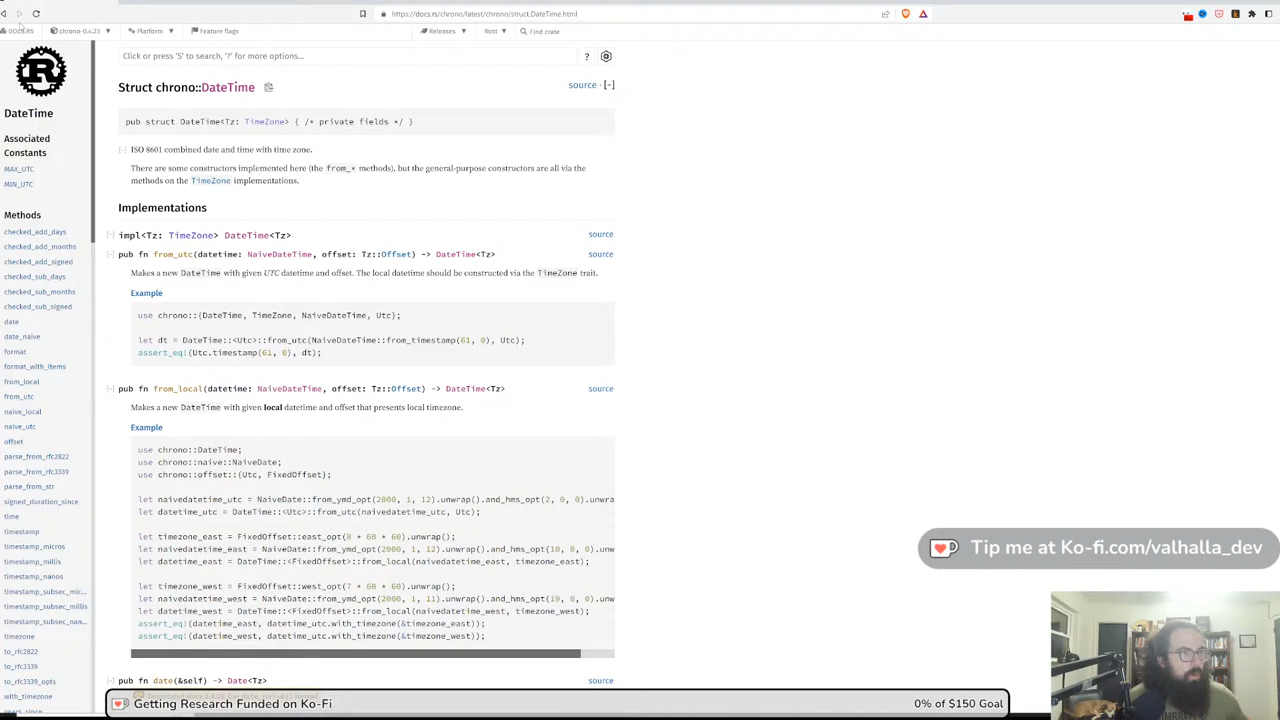 https://docs.rs/chrono/latest/chrono/struct.DateTime.html
DOCS.RS
chrono-0.4.23
Platform
Feature flags
Releases
Rust
Find crate
Click or press 'S' to search, '?' for more options...
?
DateTime
Associated
Constants
MAX_UTC
MIN_UTC
Methods
checked_add_days
checked_add_months
checked_add_signed
checked_sub_days
checked_sub_months
checked_sub_signed
date
date_naive
format
format_with_items
from_local
from_utc
naive_local
naive_utc
offset
parse_from_rfc2822
parse_from_rfc3339
parse_from_str
signed_duration_since
time
timestamp
timestamp_micros
timestamp_millis
timestamp_nanos
timestamp_subsec_mic...
timestamp_subsec_millis
timestamp_subsec_nan...
timezone
to_rfc2822
to_rfc3339
to_rfc3339_opts
with_timezone
years_since
Struct chrono::DateTime
source · [-]
pub struct DateTime<Tz: TimeZone> { /* private fields */ }
[-] ISO 8601 combined date and time with time zone.
There are some constructors implemented here (the from_* methods), but the general-purpose constructors are all via the
methods on the TimeZone implementations.
Implementations
[-] impl<Tz: TimeZone> DateTime<Tz> source
[-] pub fn from_utc(datetime: NaiveDateTime, offset: Tz::Offset) -> DateTime<Tz> source
Makes a new DateTime with given UTC datetime and offset. The local datetime should be constructed via the TimeZone trait.
Example
use chrono::{DateTime, TimeZone, NaiveDateTime, Utc};
let dt = DateTime::<Utc>::from_utc(NaiveDateTime::from_timestamp(61, 0), Utc);
assert_eq!(Utc.timestamp(61, 0), dt);
[-] pub fn from_local(datetime: NaiveDateTime, offset: Tz::Offset) -> DateTime<Tz> source
Makes a new DateTime with given local datetime and offset that presents local timezone.
Example
use chrono::DateTime;
use chrono::naive::NaiveDate;
use chrono::offset::{Utc, FixedOffset};
let naivedatetime_utc = NaiveDate::from_ymd_opt(2000, 1, 12).unwrap().and_hms_opt(2, 0, 0).unwra
let datetime_utc = DateTime::<Utc>::from_utc(naivedatetime_utc, Utc);
let timezone_east = FixedOffset::east_opt(8 * 60 * 60).unwrap();
let naivedatetime_east = NaiveDate::from_ymd_opt(2000, 1, 12).unwrap().and_hms_opt(10, 0, 0).unw
let datetime_east = DateTime::<FixedOffset>::from_local(naivedatetime_east, timezone_east);
let timezone_west = FixedOffset::west_opt(7 * 60 * 60).unwrap();
let naivedatetime_west = NaiveDate::from_ymd_opt(2000, 1, 11).unwrap().and_hms_opt(19, 0, 0).unw
let datetime_west = DateTime::<FixedOffset>::from_local(naivedatetime_west, timezone_west);
assert_eq!(datetime_east, datetime_utc.with_timezone(&timezone_east));
assert_eq!(datetime_west, datetime_utc.with_timezone(&timezone_west));
[-] pub fn date(&self) -> Date<Tz> source
Tip me at Ko-fi.com/valhalla_dev
Getting Research Funded on Ko-Fi
0% of $150 Goal